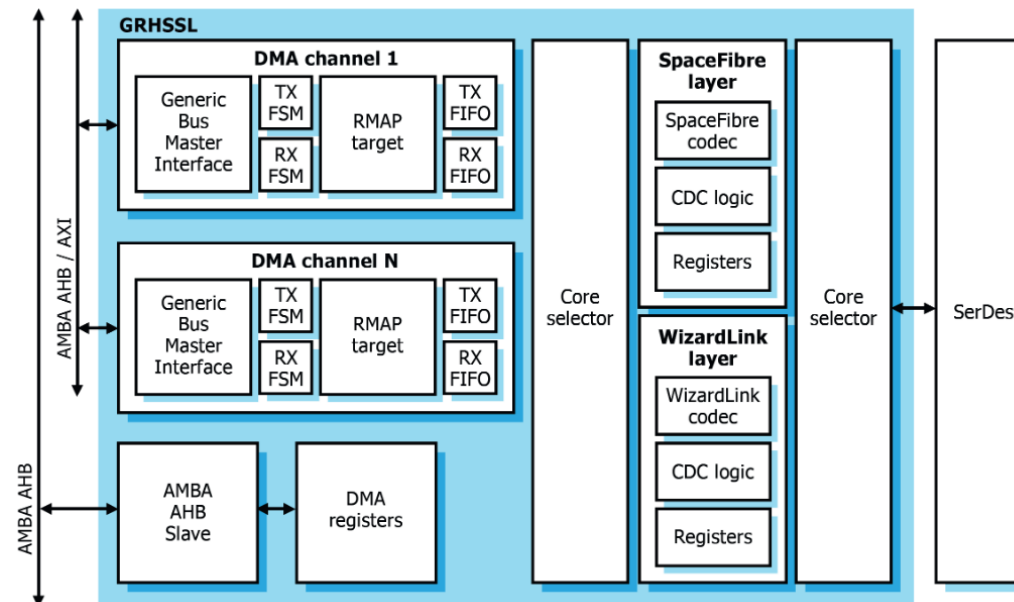 GRHSSL
DMA channel 1
Generic
Bus
Master
Interface
TX
FSM
RX
FSM
RMAP
target
TX
FIFO
RX
FIFO
DMA channel N
Generic
Bus
Master
Interface
TX
FSM
RX
FSM
RMAP
target
TX
FIFO
RX
FIFO
AMBA
AHB
Slave
DMA
registers
Core
selector
SpaceFibre
layer
SpaceFibre
codec
CDC logic
Registers
WizardLink
layer
WizardLink
codec
CDC logic
Registers
Core
selector
SerDes
AMBA AHB / AXI
AMBA AHB